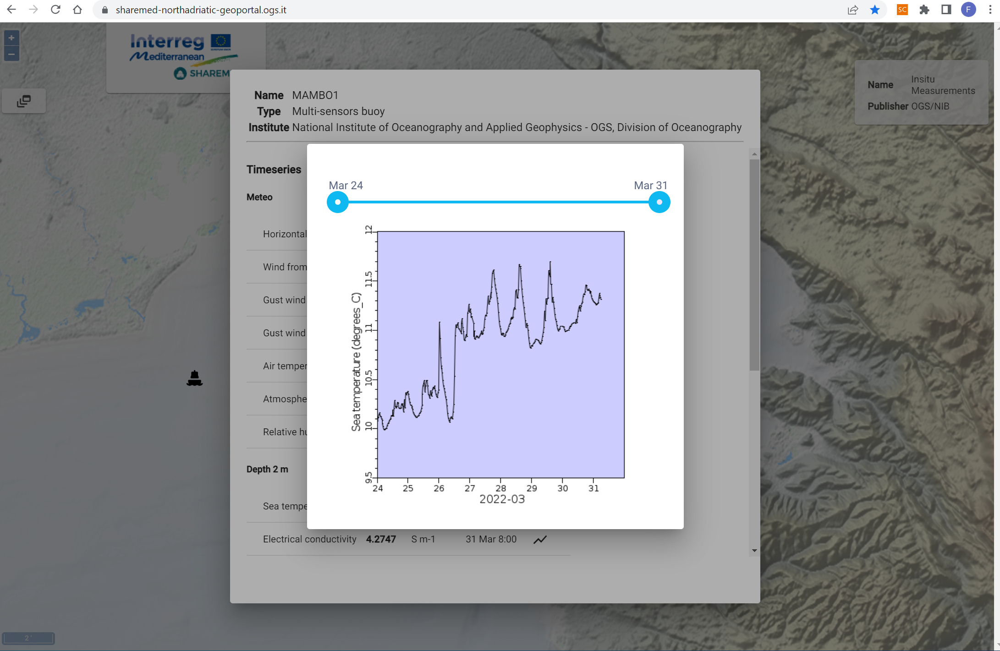 sharemed-northadriatic-geoportal.ogs.it
SC
F
+
−
Interreg
EUROPEAN UNION
Mediterranean
SHAREM
Name Insitu
Measurements
Publisher OGS/NIB
Name MAMBO1
Type Multi-sensors buoy
Institute National Institute of Oceanography and Applied Geophysics - OGS, Division of Oceanography
Timeseries
Meteo
Horizontal
Wind from
Gust wind
Gust wind
Air temper
Atmosphe
Relative hu
Depth 2 m
Sea tempe
Electrical conductivity 4.2747 S m-1 31 Mar 8:00
Mar 24 Mar 31
Sea temperature (degrees_C)
12
11.5
11
10.5
10
9.5
24 25 26 27 28 29 30 31
2022-03
2 '